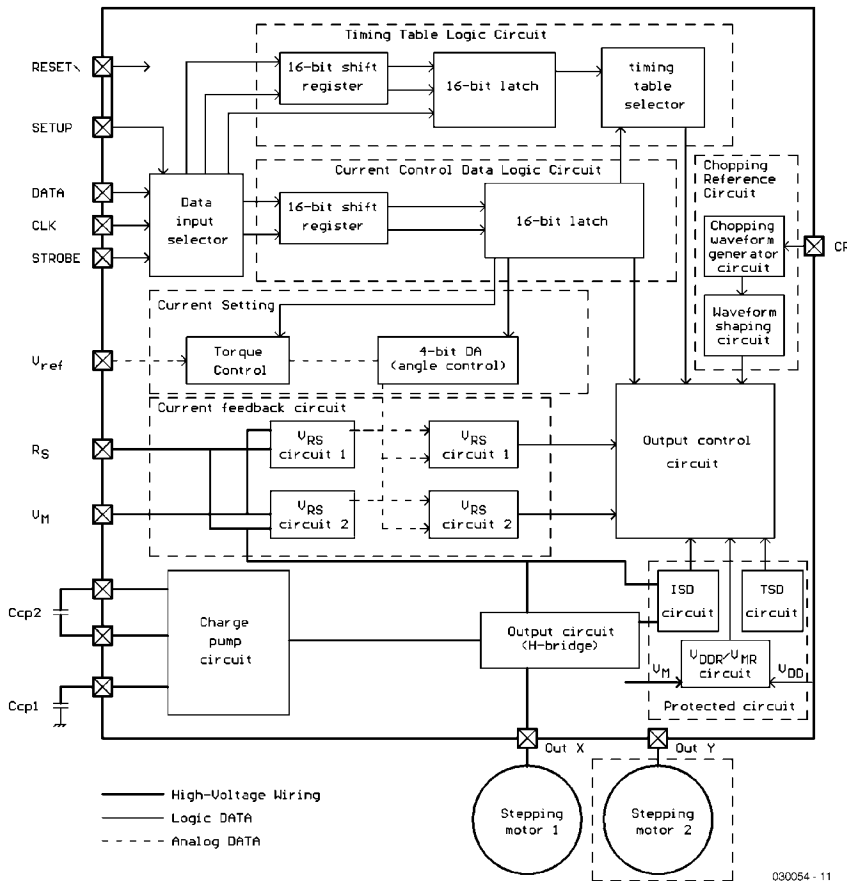 Timing Table Logic Circuit
RESET\
16-bit shift
register
16-bit latch
timing
table
selector
SETUP
Current Control Data Logic Circuit
Chopping
Reference
Circuit
DATA
CLK
STROBE
Data
input
selector
16-bit shift
register
16-bit latch
Chopping
waveform
generator
circuit
CR
Current Setting
Waveform
shaping
circuit
Vref
Torque
Control
4-bit DA
(angle control)
Current feedback circuit
RS
VRS
circuit 1
VRS
circuit 1
Output control
circuit
VM
VRS
circuit 2
VRS
circuit 2
Ccp2
Charge
pump
circuit
ISD
circuit
TSD
circuit
Output circuit
(H-bridge)
VM
VDDR/VMR
circuit
VDD
Ccp1
Protected circuit
Out X
Out Y
High-Voltage Wiring
Logic DATA
Analog DATA
Stepping
motor 1
Stepping
motor 2
030054 - 11